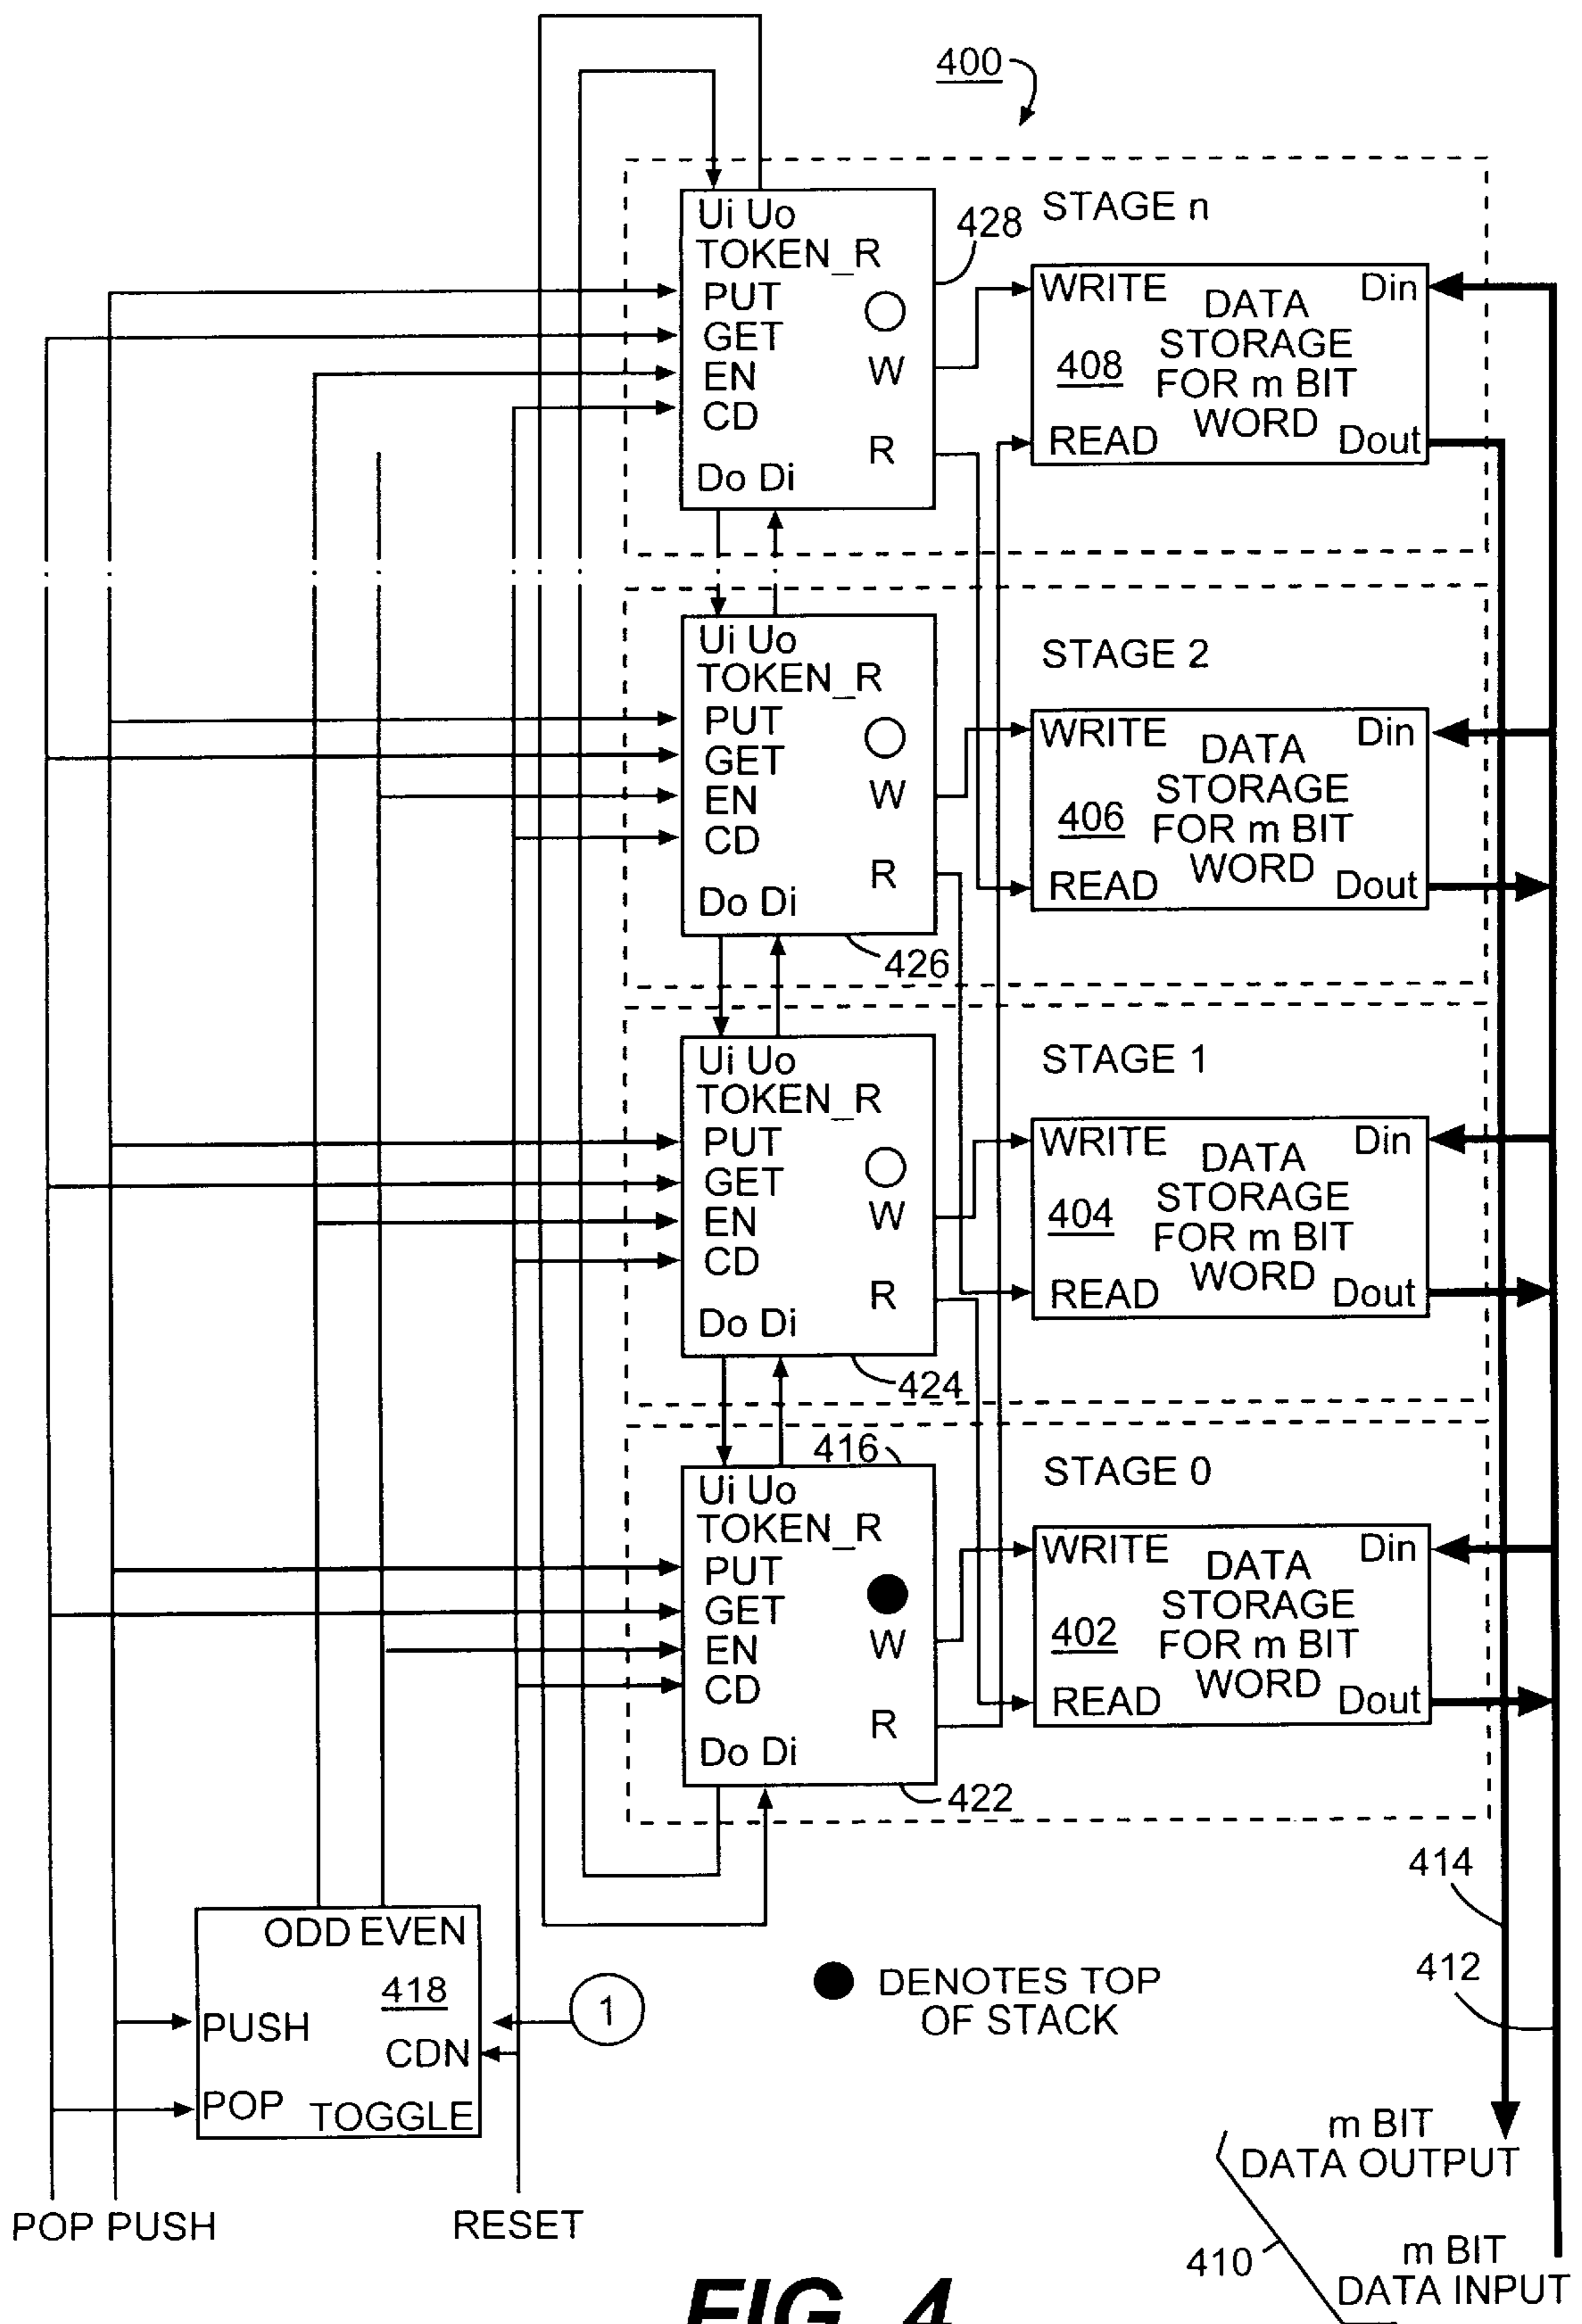 400
STAGE n
428
Ui Uo
TOKEN_R
PUT
GET
EN
CD
W
R
Do Di
WRITE
Din
DATA
STORAGE
FOR m BIT
WORD
408
READ
Dout
STAGE 2
Ui Uo
TOKEN_R
PUT
GET
EN
CD
W
R
Do Di
426
WRITE
Din
DATA
STORAGE
FOR m BIT
WORD
406
READ
Dout
STAGE 1
Ui Uo
TOKEN_R
PUT
GET
EN
CD
W
R
Do Di
424
WRITE
Din
DATA
STORAGE
FOR m BIT
WORD
404
READ
Dout
416
STAGE 0
Ui Uo
TOKEN_R
PUT
GET
EN
CD
W
R
Do Di
422
WRITE
Din
DATA
STORAGE
FOR m BIT
WORD
402
READ
Dout
414
412
ODD EVEN
418
PUSH
CDN
POP
TOGGLE
1
DENOTES TOP
OF STACK
m BIT
DATA OUTPUT
POP PUSH
RESET
410
m BIT
DATA INPUT
FIG. 4